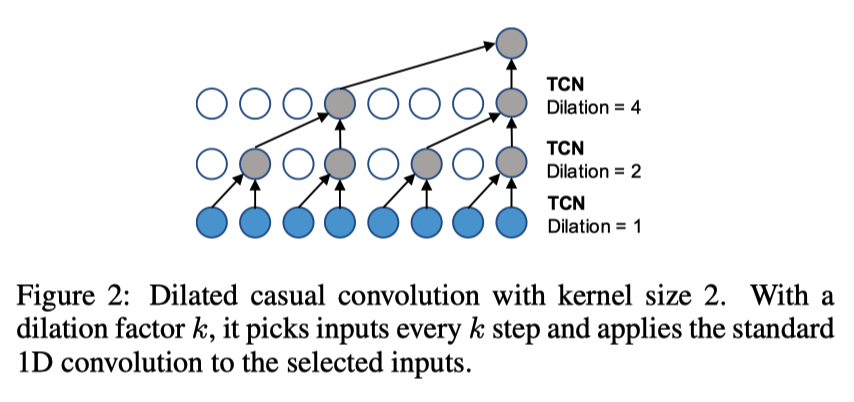 TCN
Dilation = 4
TCN
Dilation = 2
TCN
Dilation = 1
Figure 2: Dilated casual convolution with kernel size 2. With a
dilation factor k, it picks inputs every k step and applies the standard
1D convolution to the selected inputs.